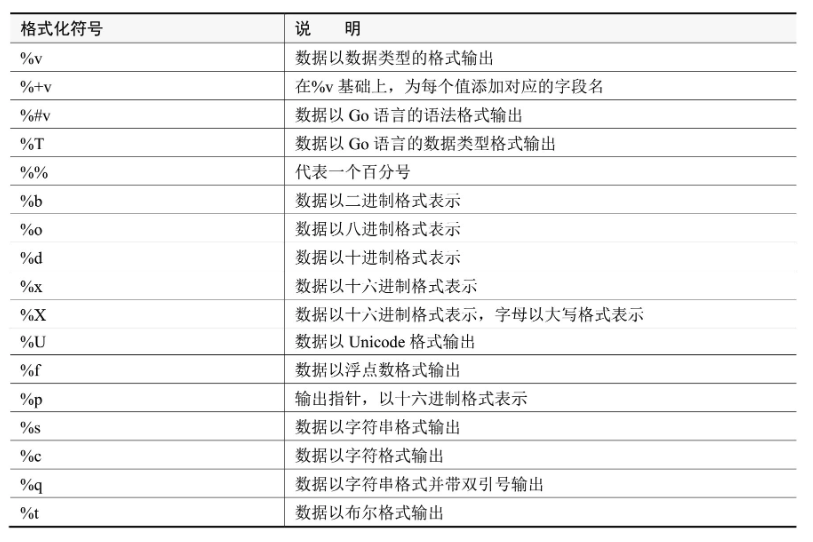 格式化符号 说　　明
%v 数据以数据类型的格式输出
%+v 在%v 基础上，为每个值添加对应的字段名
%#v 数据以 Go 语言的语法格式输出
%T 数据以 Go 语言的数据类型格式输出
%% 代表一个百分号
%b 数据以二进制格式表示
%o 数据以八进制格式表示
%d 数据以十进制格式表示
%x 数据以十六进制格式表示
%X 数据以十六进制格式表示，字母以大写格式表示
%U 数据以 Unicode 格式输出
%f 数据以浮点数格式输出
%p 输出指针，以十六进制格式表示
%s 数据以字符串格式输出
%c 数据以字符格式输出
%q 数据以字符串格式并带双引号输出
%t 数据以布尔格式输出